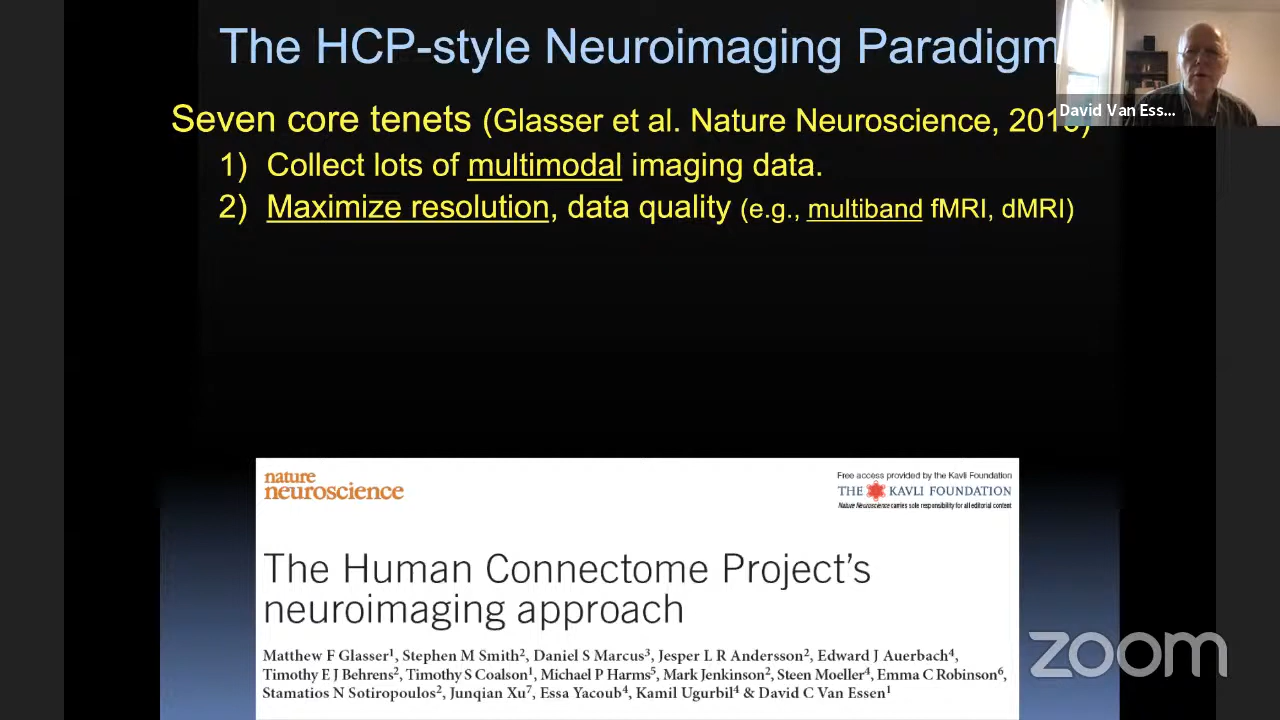 The HCP-style Neuroimaging Paradigm
David Van Ess...
Seven core tenets (Glasser et al. Nature Neuroscience, 2016)
1) Collect lots of multimodal imaging data.
2) Maximize resolution, data quality (e.g., multiband fMRI, dMRI)
nature
neuroscience
Free access provided by the Kavli Foundation
THE KAVLI FOUNDATION
Nature Neuroscience carries sole responsibility for all editorial content
The Human Connectome Project's
neuroimaging approach
Matthew F Glasser¹, Stephen M Smith², Daniel S Marcus³, Jesper L R Andersson², Edward J Auerbach⁴,
Timothy E J Behrens², Timothy S Coalson¹, Michael P Harms⁵, Mark Jenkinson², Steen Moeller⁴, Emma C Robinson⁶,
Stamatios N Sotiropoulos², Junqian Xu⁷, Essa Yacoub⁴, Kamil Ugurbil⁴ & David C Van Essen¹
zoom